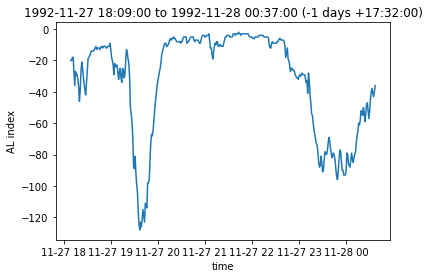 1992-11-27 18:09:00 to 1992-11-28 00:37:00 (-1 days +17:32:00)
0
−20
−40
−60
−80
−100
−120
AL index
11-27 18 11-27 19 11-27 20 11-27 21 11-27 22 11-27 23 11-28 00
time